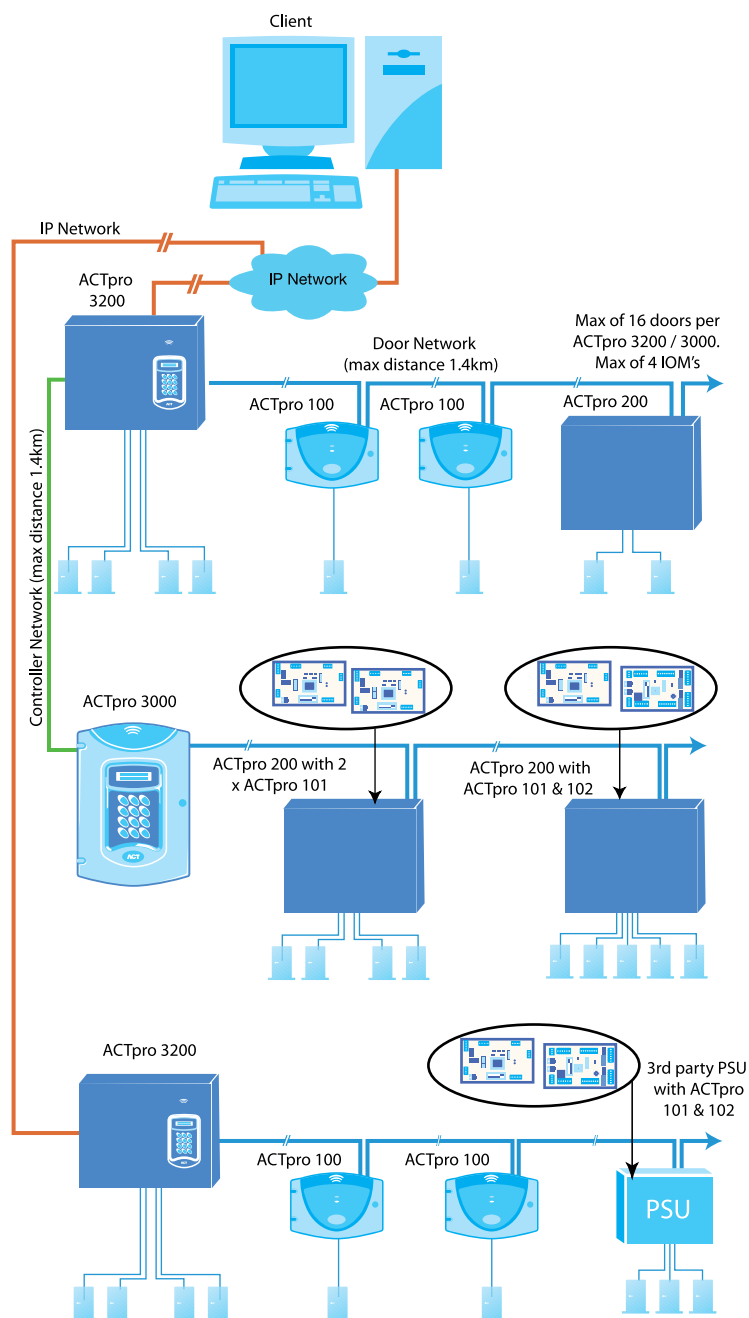 Client
IP Network
IP Network
ACTpro
3200
Door Network
(max distance 1.4km)
Max of 16 doors per
ACTpro 3200 / 3000.
Max of 4 IOM's
ACTpro 100
ACTpro 100
ACTpro 200
ACT
Controller Network (max distance 1.4km)
ACTpro 3000
ACT
ACTpro 200 with 2
x ACTpro 101
ACTpro 200 with
ACTpro 101 & 102
ACTpro 3200
3rd party PSU
with ACTpro
101 & 102
ACTpro 100
ACTpro 100
PSU